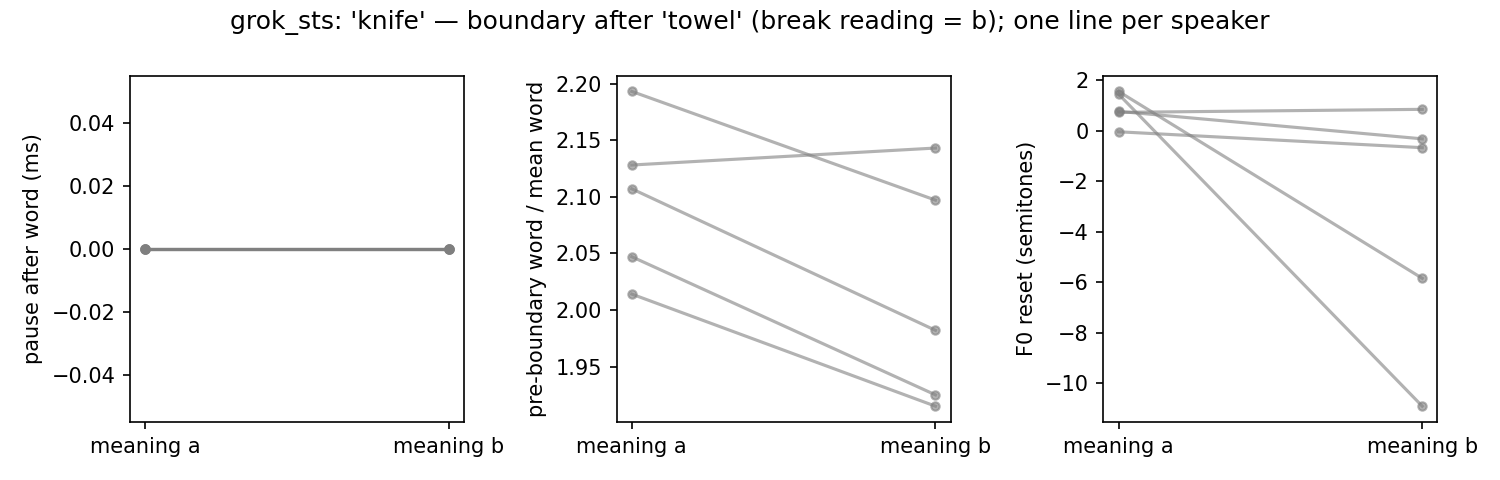 grok_sts: 'knife' — boundary after 'towel' (break reading = b); one line per speaker
pause after word (ms)
0.04
0.02
0.00
−0.02
−0.04
meaning a
meaning b
pre-boundary word / mean word
2.20
2.15
2.10
2.05
2.00
1.95
meaning a
meaning b
F0 reset (semitones)
2
0
−2
−4
−6
−8
−10
meaning a
meaning b